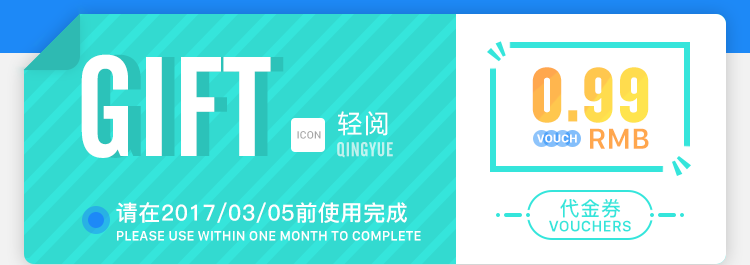 GIFT
ICON
轻阅
QINGYUE
请在2017/03/05前使用完成
PLEASE USE WITHIN ONE MONTH TO COMPLETE
0.99
VOUCH RMB
代金券
VOUCHERS